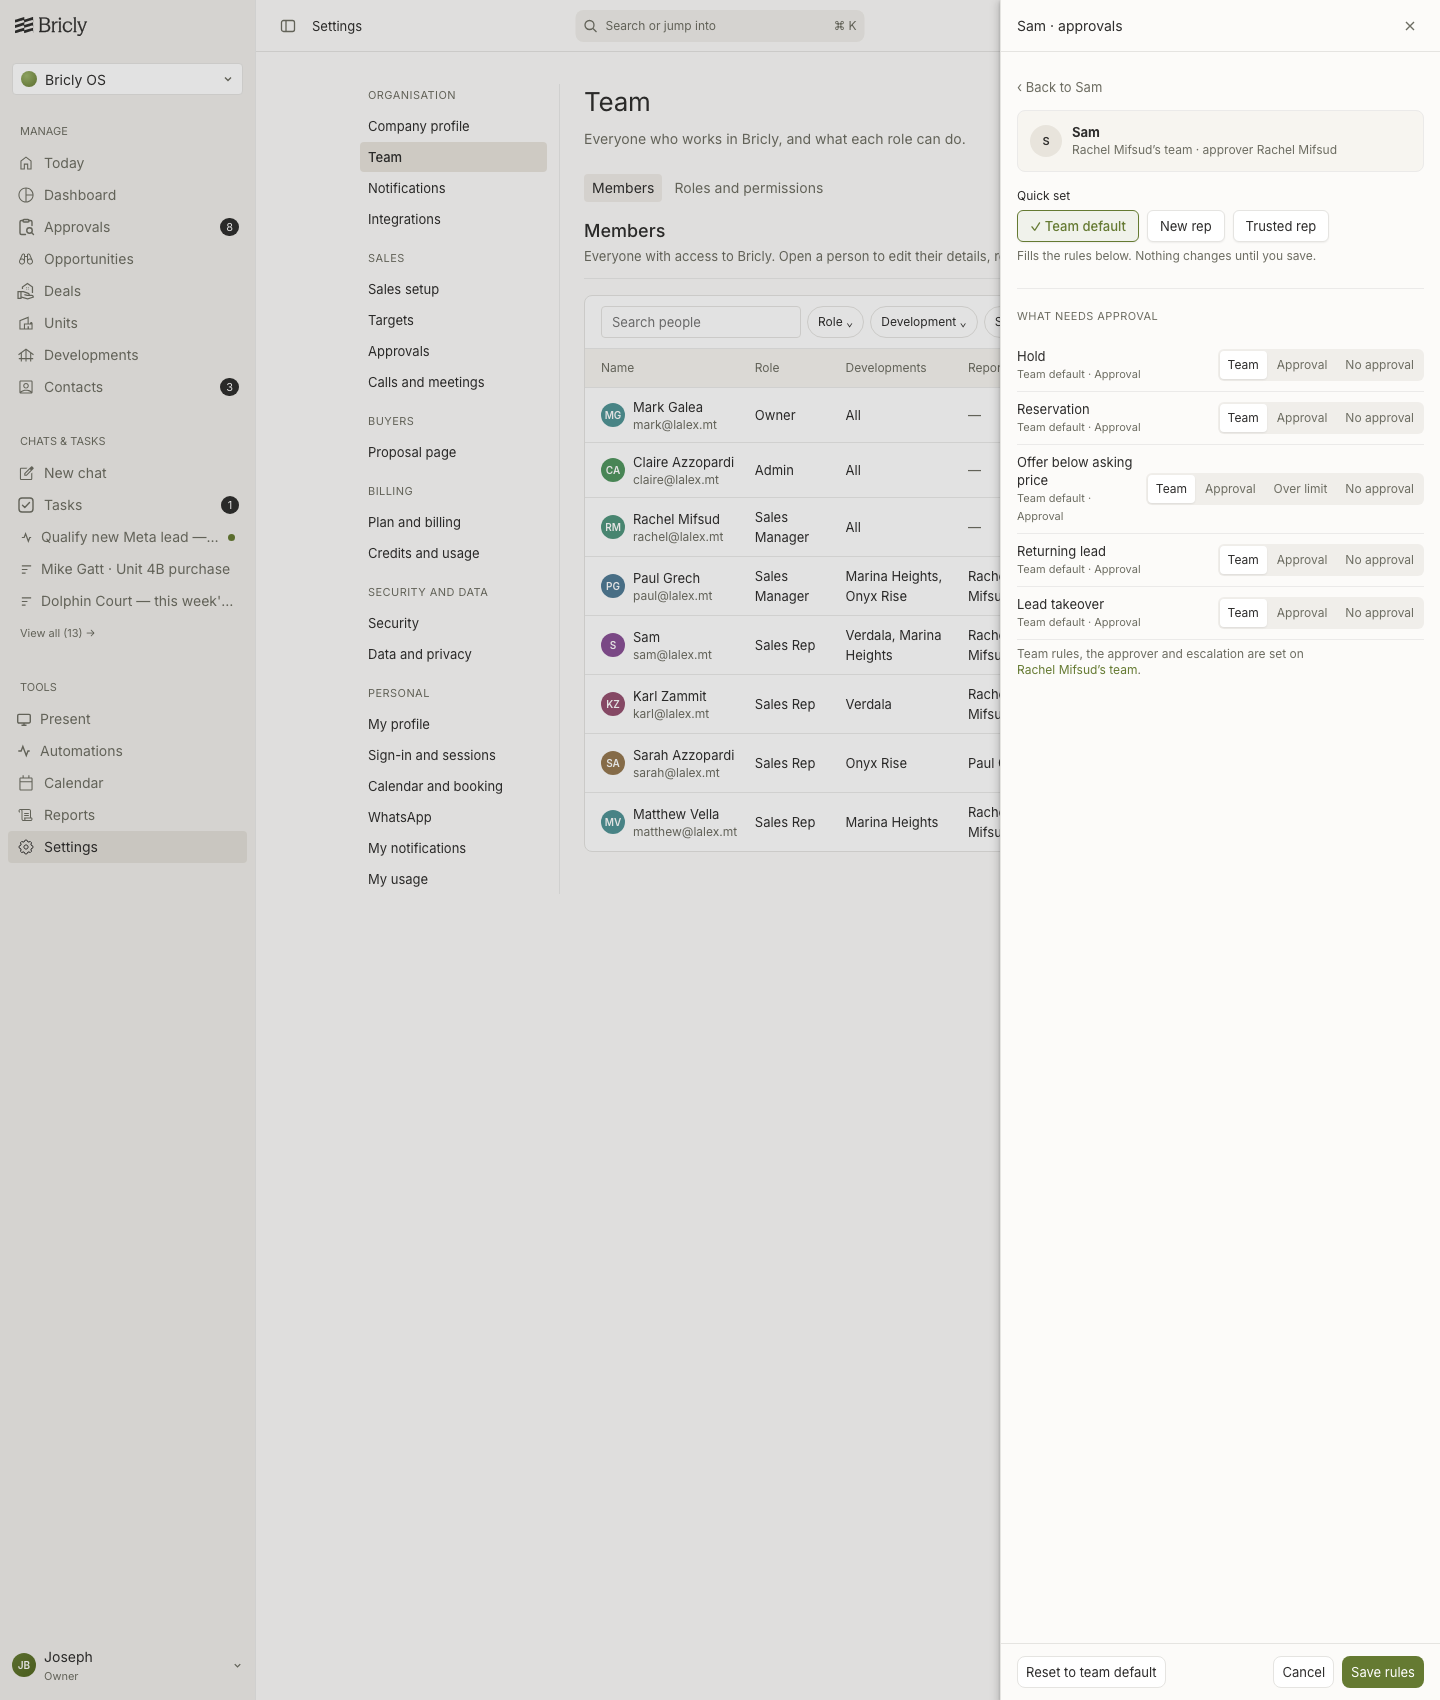 Bricly
Bricly OS
MANAGE
Today
Dashboard
Approvals 8
Opportunities
Deals
Units
Developments
Contacts 3
CHATS & TASKS
New chat
Tasks 1
Qualify new Meta lead —...
Mike Gatt · Unit 4B purchase
Dolphin Court — this week'...
View all (13) →
TOOLS
Present
Automations
Calendar
Reports
Settings
JB Joseph
Owner
Settings
Search or jump into ⌘ K
ORGANISATION
Company profile
Team
Notifications
Integrations
SALES
Sales setup
Targets
Approvals
Calls and meetings
BUYERS
Proposal page
BILLING
Plan and billing
Credits and usage
SECURITY AND DATA
Security
Data and privacy
PERSONAL
My profile
Sign-in and sessions
Calendar and booking
WhatsApp
My notifications
My usage
Team
Everyone who works in Bricly, and what each role can do.
Members Roles and permissions
Members
Everyone with access to Bricly. Open a person to edit their details, r
Search people Role Development S
Name Role Developments Repor
MG Mark Galea Owner All —
mark@lalex.mt
CA Claire Azzopardi Admin All —
claire@lalex.mt
RM Rachel Mifsud Sales Manager All —
rachel@lalex.mt
PG Paul Grech Sales Manager Marina Heights, Onyx Rise Rach Mifsu
paul@lalex.mt
S Sam Sales Rep Verdala, Marina Heights Rach Mifsu
sam@lalex.mt
KZ Karl Zammit Sales Rep Verdala Rach Mifsu
karl@lalex.mt
SA Sarah Azzopardi Sales Rep Onyx Rise Paul
sarah@lalex.mt
MV Matthew Vella Sales Rep Marina Heights Rach Mifsu
matthew@lalex.mt
Sam · approvals ×
‹ Back to Sam
S Sam
Rachel Mifsud’s team · approver Rachel Mifsud
Quick set
✓ Team default New rep Trusted rep
Fills the rules below. Nothing changes until you save.
WHAT NEEDS APPROVAL
Hold
Team default · Approval
Team Approval No approval
Reservation
Team default · Approval
Team Approval No approval
Offer below asking
price
Team default ·
Approval
Team Approval Over limit No approval
Returning lead
Team default · Approval
Team Approval No approval
Lead takeover
Team default · Approval
Team Approval No approval
Team rules, the approver and escalation are set on
Rachel Mifsud’s team.
Reset to team default Cancel Save rules